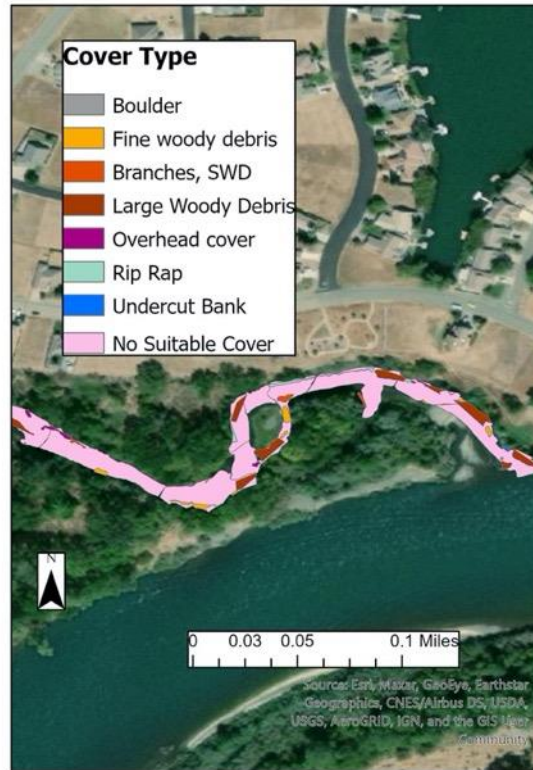 Cover Type
Boulder
Fine woody debris
Branches, SWD
Large Woody Debris
Overhead cover
Rip Rap
Undercut Bank
No Suitable Cover
N
0 0.03 0.05 0.1 Miles
Source: Esri, Maxar, GeoEye, Earthstar
Geographics, CNES/Airbus DS, USDA,
USGS, AeroGRID, IGN, and the GIS User
Community